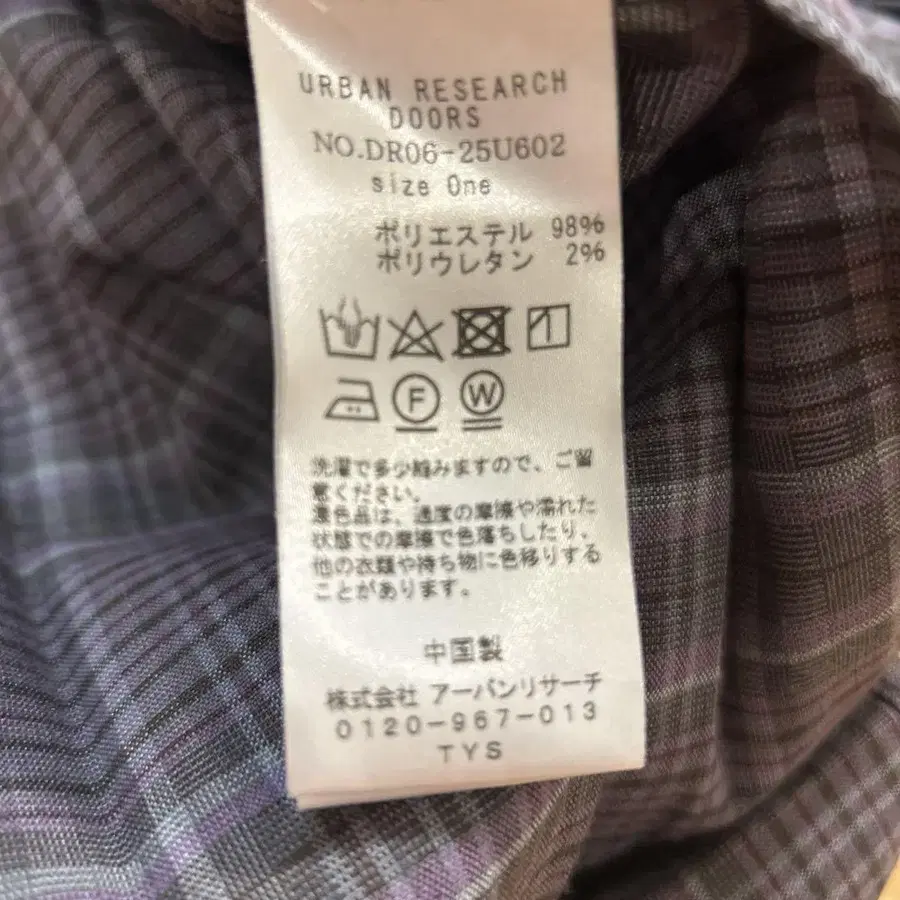 URBAN RESEARCH
DOORS
NO.DR06-25U602
size One
ポリエステル 98%
ポリウレタン 2%
F W
洗濯で多少縮みますので、ご留
意ください。
濃色品は、過度の摩擦や濡れた
状態での摩擦で色落ちしたり、
他の衣類や持ち物に色移りする
ことがあります。
中国製
株式会社 アーバンリサーチ
0120-967-013
TYS